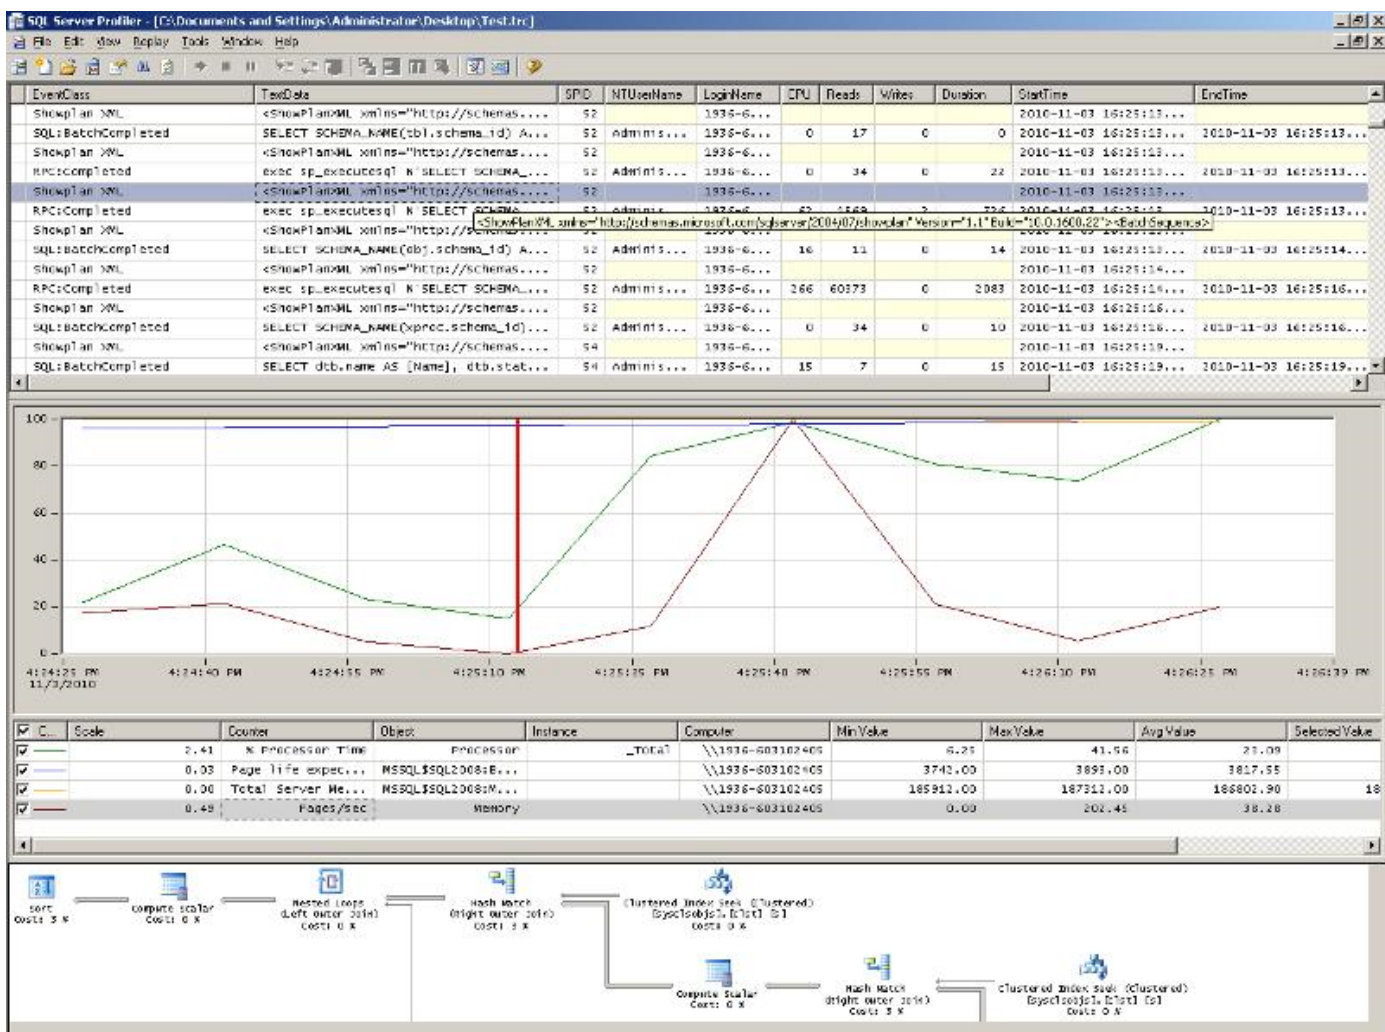 SQL Server Profiler - [C:\Documents and Settings\Administrator\Desktop\Test.trc]
File Edit View Replay Tools Window Help
EventClass TextData SPID NTUserName LoginName CPU Reads Writes Duration StartTime EndTime
Showplan XML <ShowPlanXML xmlns="http://schemas.... 52 1936-6... 2010-11-03 16:25:13...
SQL:BatchCompleted SELECT SCHEMA_NAME(tbl.schema_id) A... 52 Adminis... 1936-6... 0 17 0 0 2010-11-03 16:25:13... 2010-11-03 16:25:13...
Showplan XML <ShowPlanXML xmlns="http://schemas.... 52 1936-6... 2010-11-03 16:25:13...
RPC:Completed exec sp_executesql N'SELECT SCHEMA_... 52 Adminis... 1936-6... 0 34 0 22 2010-11-03 16:25:13... 2010-11-03 16:25:13...
Showplan XML <ShowPlanXML xmlns="http://schemas.... 52 1936-6... 2010-11-03 16:25:13...
RPC:Completed exec sp_executesql N'SELECT SCHEMA_ 52 2010-11-03 16:25:13...
<ShowPlanXML xmlns="http://schemas.microsoft.com/sqlserver/2004/07/showplan" Version="1.1" Build="10.0.1600.22"><BatchSequence>
Showplan XML <ShowPlanXML xmlns="http://schemas.... 52
SQL:BatchCompleted SELECT SCHEMA_NAME(obj.schema_id) A... 52 Adminis... 1936-6... 16 11 0 14 2010-11-03 16:25:13... 2010-11-03 16:25:14...
Showplan XML <ShowPlanXML xmlns="http://schemas.... 52 1936-6... 2010-11-03 16:25:14...
RPC:Completed exec sp_executesql N'SELECT SCHEMA_... 52 Adminis... 1936-6... 266 60373 0 2083 2010-11-03 16:25:14... 2010-11-03 16:25:16...
Showplan XML <ShowPlanXML xmlns="http://schemas.... 52 1936-6... 2010-11-03 16:25:16...
SQL:BatchCompleted SELECT SCHEMA_NAME(xproc.schema_id)... 52 Adminis... 1936-6... 0 34 0 10 2010-11-03 16:25:16... 2010-11-03 16:25:16...
Showplan XML <ShowPlanXML xmlns="http://schemas.... 54 1936-6... 2010-11-03 16:25:19...
SQL:BatchCompleted SELECT dtb.name AS [Name], dtb.stat... 54 Adminis... 1936-6... 15 7 0 15 2010-11-03 16:25:19... 2010-11-03 16:25:19...
100
80
60
40
20
0
4:24:25 PM 4:24:40 PM 4:24:55 PM 4:25:10 PM 4:25:25 PM 4:25:40 PM 4:25:55 PM 4:26:10 PM 4:26:25 PM 4:26:39 PM
11/3/2010
C... Scale Counter Object Instance Computer Min Value Max Value Avg Value Selected Value
2.41 % Processor Time Processor _Total \\1936-603102405 6.25 41.56 23.09
0.03 Page life expec... MSSQL$SQL2008:B... \\1936-603102405 3742.00 3893.00 3817.55
0.00 Total Server Me... MSSQL$SQL2008:M... \\1936-603102405 185912.00 187312.00 186802.90 18
0.49 Pages/sec Memory \\1936-603102405 0.00 202.45 38.28
Sort Compute Scalar Nested Loops Hash Match Clustered Index Seek (Clustered)
Cost: 3 % Cost: 0 % (Left Outer Join) (Right Outer Join) [sysclsobjs].[clst] [s]
Cost: 0 % Cost: 3 % Cost: 0 %
Compute Scalar Hash Match Clustered Index Seek (Clustered)
Cost: 0 % (Right Outer Join) [sysclsobjs].[clst] [s]
Cost: 3 % Cost: 0 %